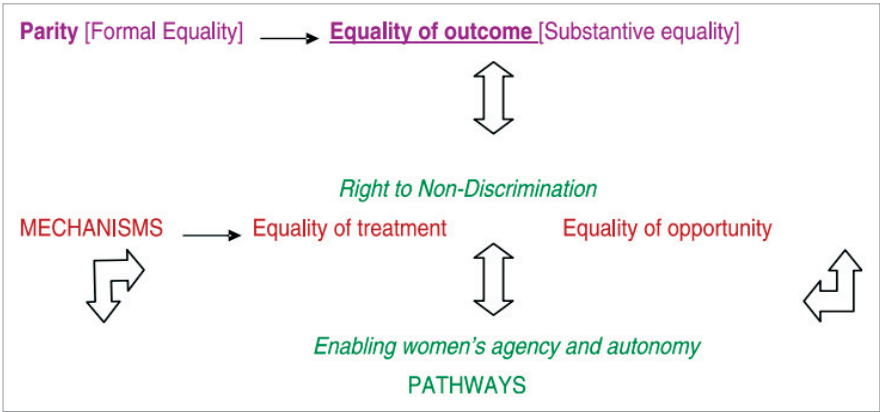 Parity [Formal Equality] Equality of outcome [Substantive equality]
Right to Non-Discrimination
MECHANISMS Equality of treatment Equality of opportunity
Enabling women's agency and autonomy
PATHWAYS